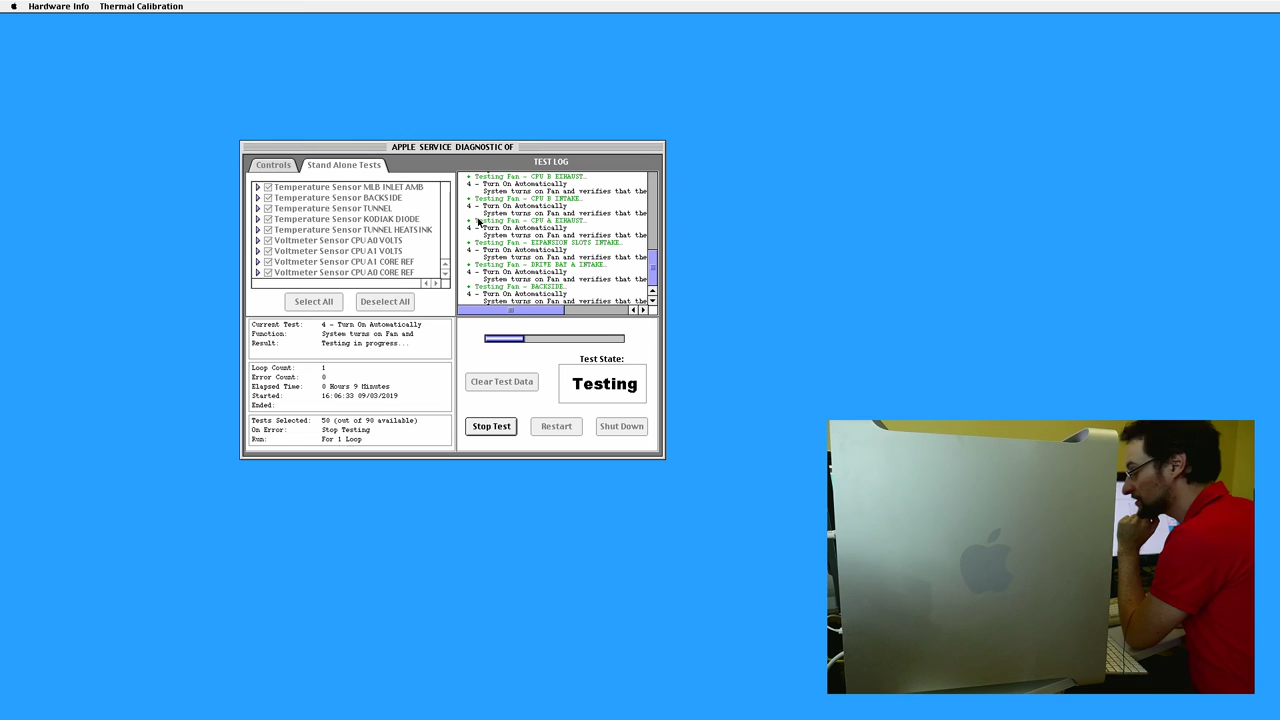 Hardware Info Thermal Calibration
APPLE SERVICE DIAGNOSTIC OF
Controls Stand Alone Tests
TEST LOG
Temperature Sensor MLB INLET AMB
Temperature Sensor BACKSIDE
Temperature Sensor TUNNEL
Temperature Sensor KODIAK DIODE
Temperature Sensor TUNNEL HEATSINK
Voltmeter Sensor CPU A0 VOLTS
Voltmeter Sensor CPU A1 VOLTS
Voltmeter Sensor CPU A1 CORE REF
Voltmeter Sensor CPU A0 CORE REF
Select All Deselect All
+ Testing Fan - CPU B EXHAUST…
4 - Turn On Automatically
System turns on Fan and verifies that the
+ Testing Fan - CPU B INTAKE…
4 - Turn On Automatically
System turns on Fan and verifies that the
+ Testing Fan - CPU A EXHAUST…
4 - Turn On Automatically
System turns on Fan and verifies that the
+ Testing Fan - EXPANSION SLOTS INTAKE…
4 - Turn On Automatically
System turns on Fan and verifies that the
+ Testing Fan - DRIVE BAY A INTAKE…
4 - Turn On Automatically
System turns on Fan and verifies that the
+ Testing Fan - BACKSIDE…
4 - Turn On Automatically
System turns on Fan and verifies that the
Current Test: 4 - Turn On Automatically
Function: System turns on Fan and
Result: Testing in progress...
Loop Count: 1
Error Count: 0
Elapsed Time: 0 Hours 9 Minutes
Started: 16:06:33 09/03/2019
Ended:
Tests Selected: 50 (out of 90 available)
On Error: Stop Testing
Run: For 1 Loop
Test State:
Clear Test Data
Testing
Stop Test Restart Shut Down